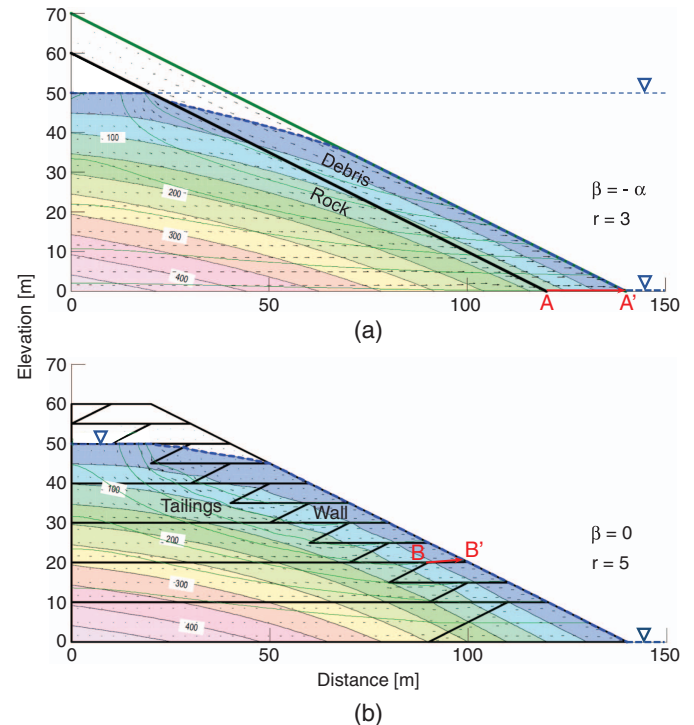 70
60
50
40
30
20
10
0
100
200
300
400
Debris
Rock
β = - α
r = 3
A
A'
0
50
150
(a)
Elevation [m]
70
60
50
40
30
20
10
0
100
200
300
400
Tailings
Wall
B
B'
β = 0
r = 5
0
50
100
150
Distance [m]
(b)